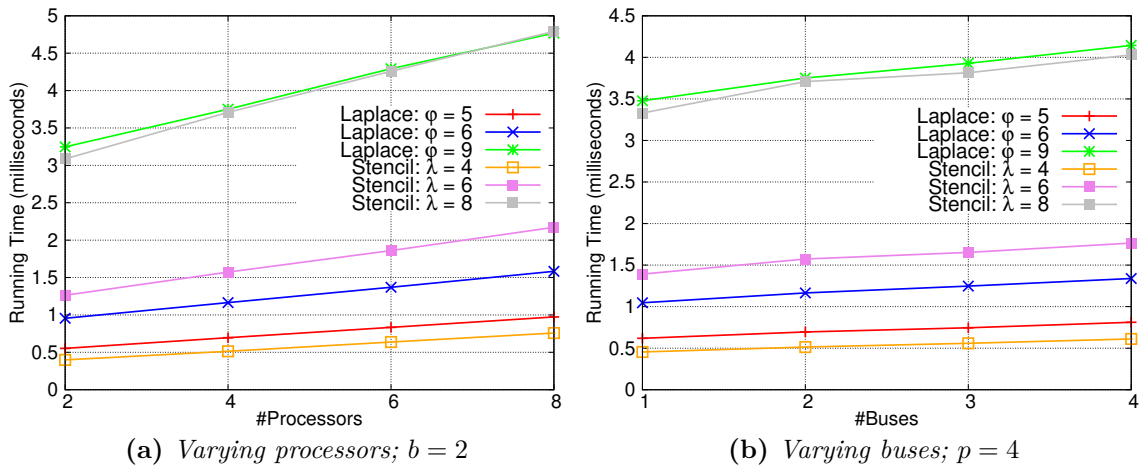 Running Time (milliseconds)
5
4.5
4
3.5
3
2.5
2
1.5
1
0.5
0
Laplace: φ = 5
Laplace: φ = 6
Laplace: φ = 9
Stencil: λ = 4
Stencil: λ = 6
Stencil: λ = 8
2 4 6 8
#Processors
(a) Varying processors; b = 2
Running Time (milliseconds)
4.5
4
3.5
3
2.5
2
1.5
1
0.5
0
Laplace: φ = 5
Laplace: φ = 6
Laplace: φ = 9
Stencil: λ = 4
Stencil: λ = 6
Stencil: λ = 8
1 2 3 4
#Buses
(b) Varying buses; p = 4